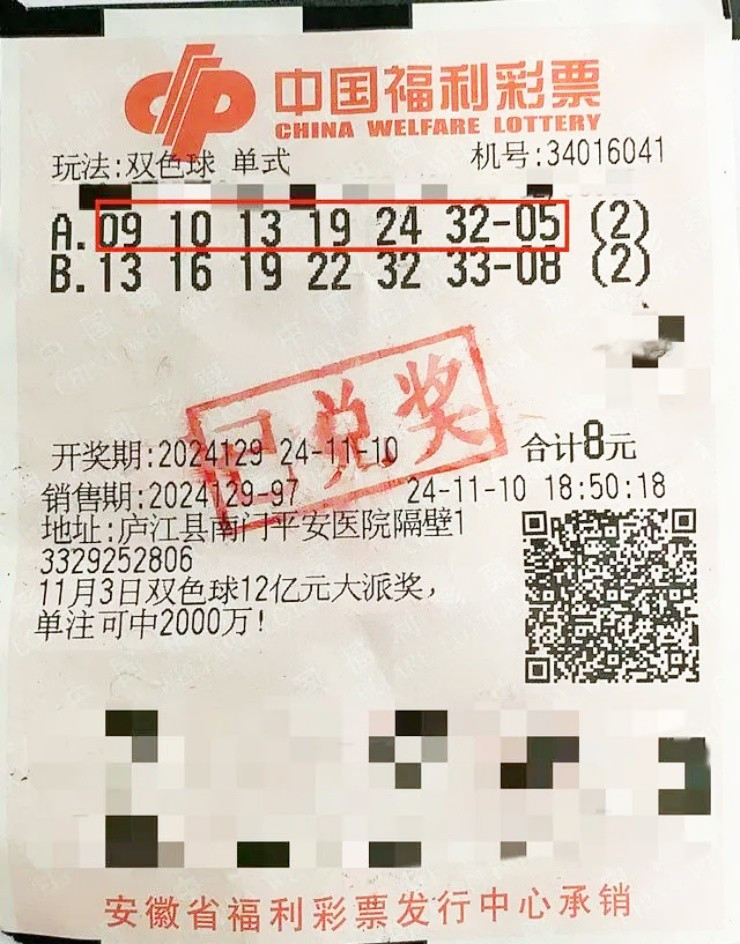 中国福利彩票
CHINA WELFARE LOTTERY
玩法:双色球 单式 机号:34016041
A.09 10 13 19 24 32-05 (2)
B.13 16 19 22 32 33-08 (2)
已兑奖
开奖期:2024129 24-11-10 合计8元
销售期:2024129-97 24-11-10 18:50:18
地址:庐江县南门平安医院隔壁1
3329252806
11月3日双色球12亿元大派奖,
单注可中2000万!
安徽省福利彩票发行中心承销